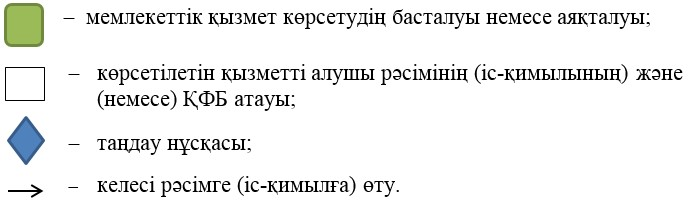 – мемлекеттік қызмет көрсетудің басталуы немесе аяқталуы;
– көрсетілетін қызметті алушы рәсімінің (іс-қимылының) және
(немесе) ҚФБ атауы;
– таңдау нұсқасы;
– келесі рәсімге (іс-қимылға) өту.